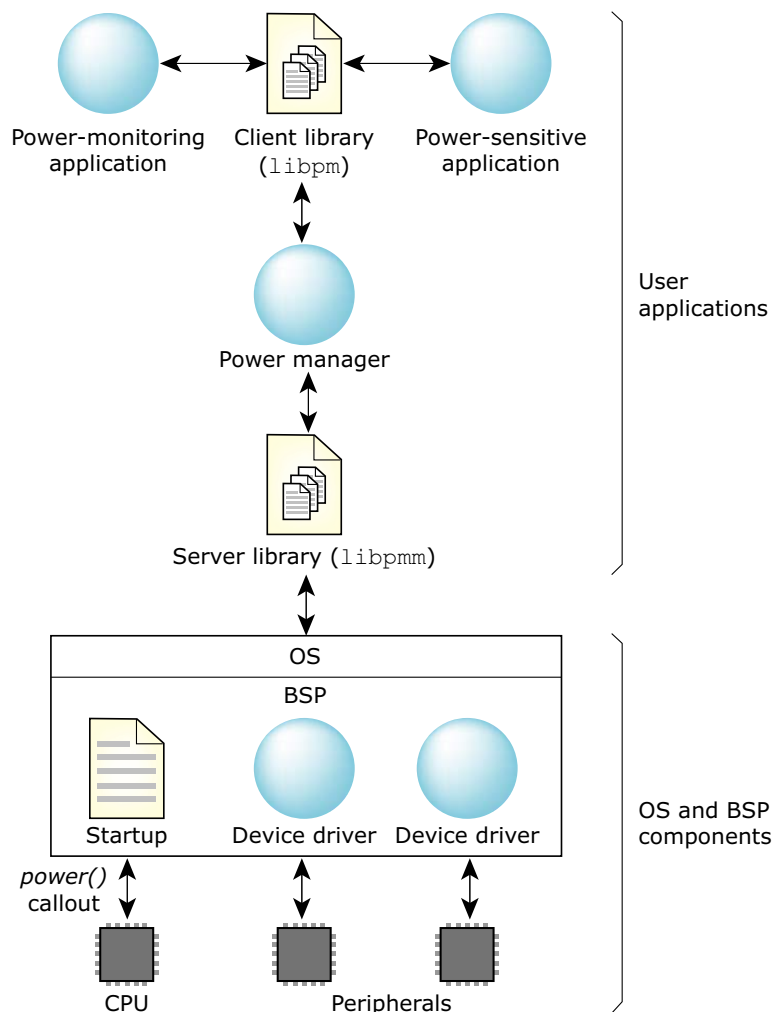 Power-monitoring
application
Client library
(libpm)
Power-sensitive
application
User
applications
Power manager
Server library (libpmm)
OS
BSP
Startup
Device driver
Device driver
OS and BSP
components
power()
callout
CPU
Peripherals